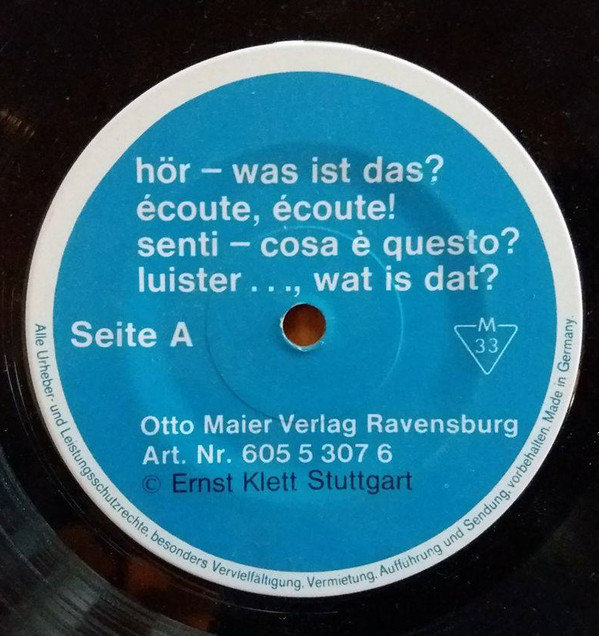 hör – was ist das?
écoute, écoute!
senti – cosa è questo?
luister . . ., wat is dat?
Seite A
M
33
Otto Maier Verlag Ravensburg
Art. Nr. 605 5 307 6
© Ernst Klett Stuttgart
Alle Urheber- und Leistungsschutzrechte, besonders Vervielfältigung, Vermietung, Aufführung und Sendung, vorbehalten. Made in Germany.